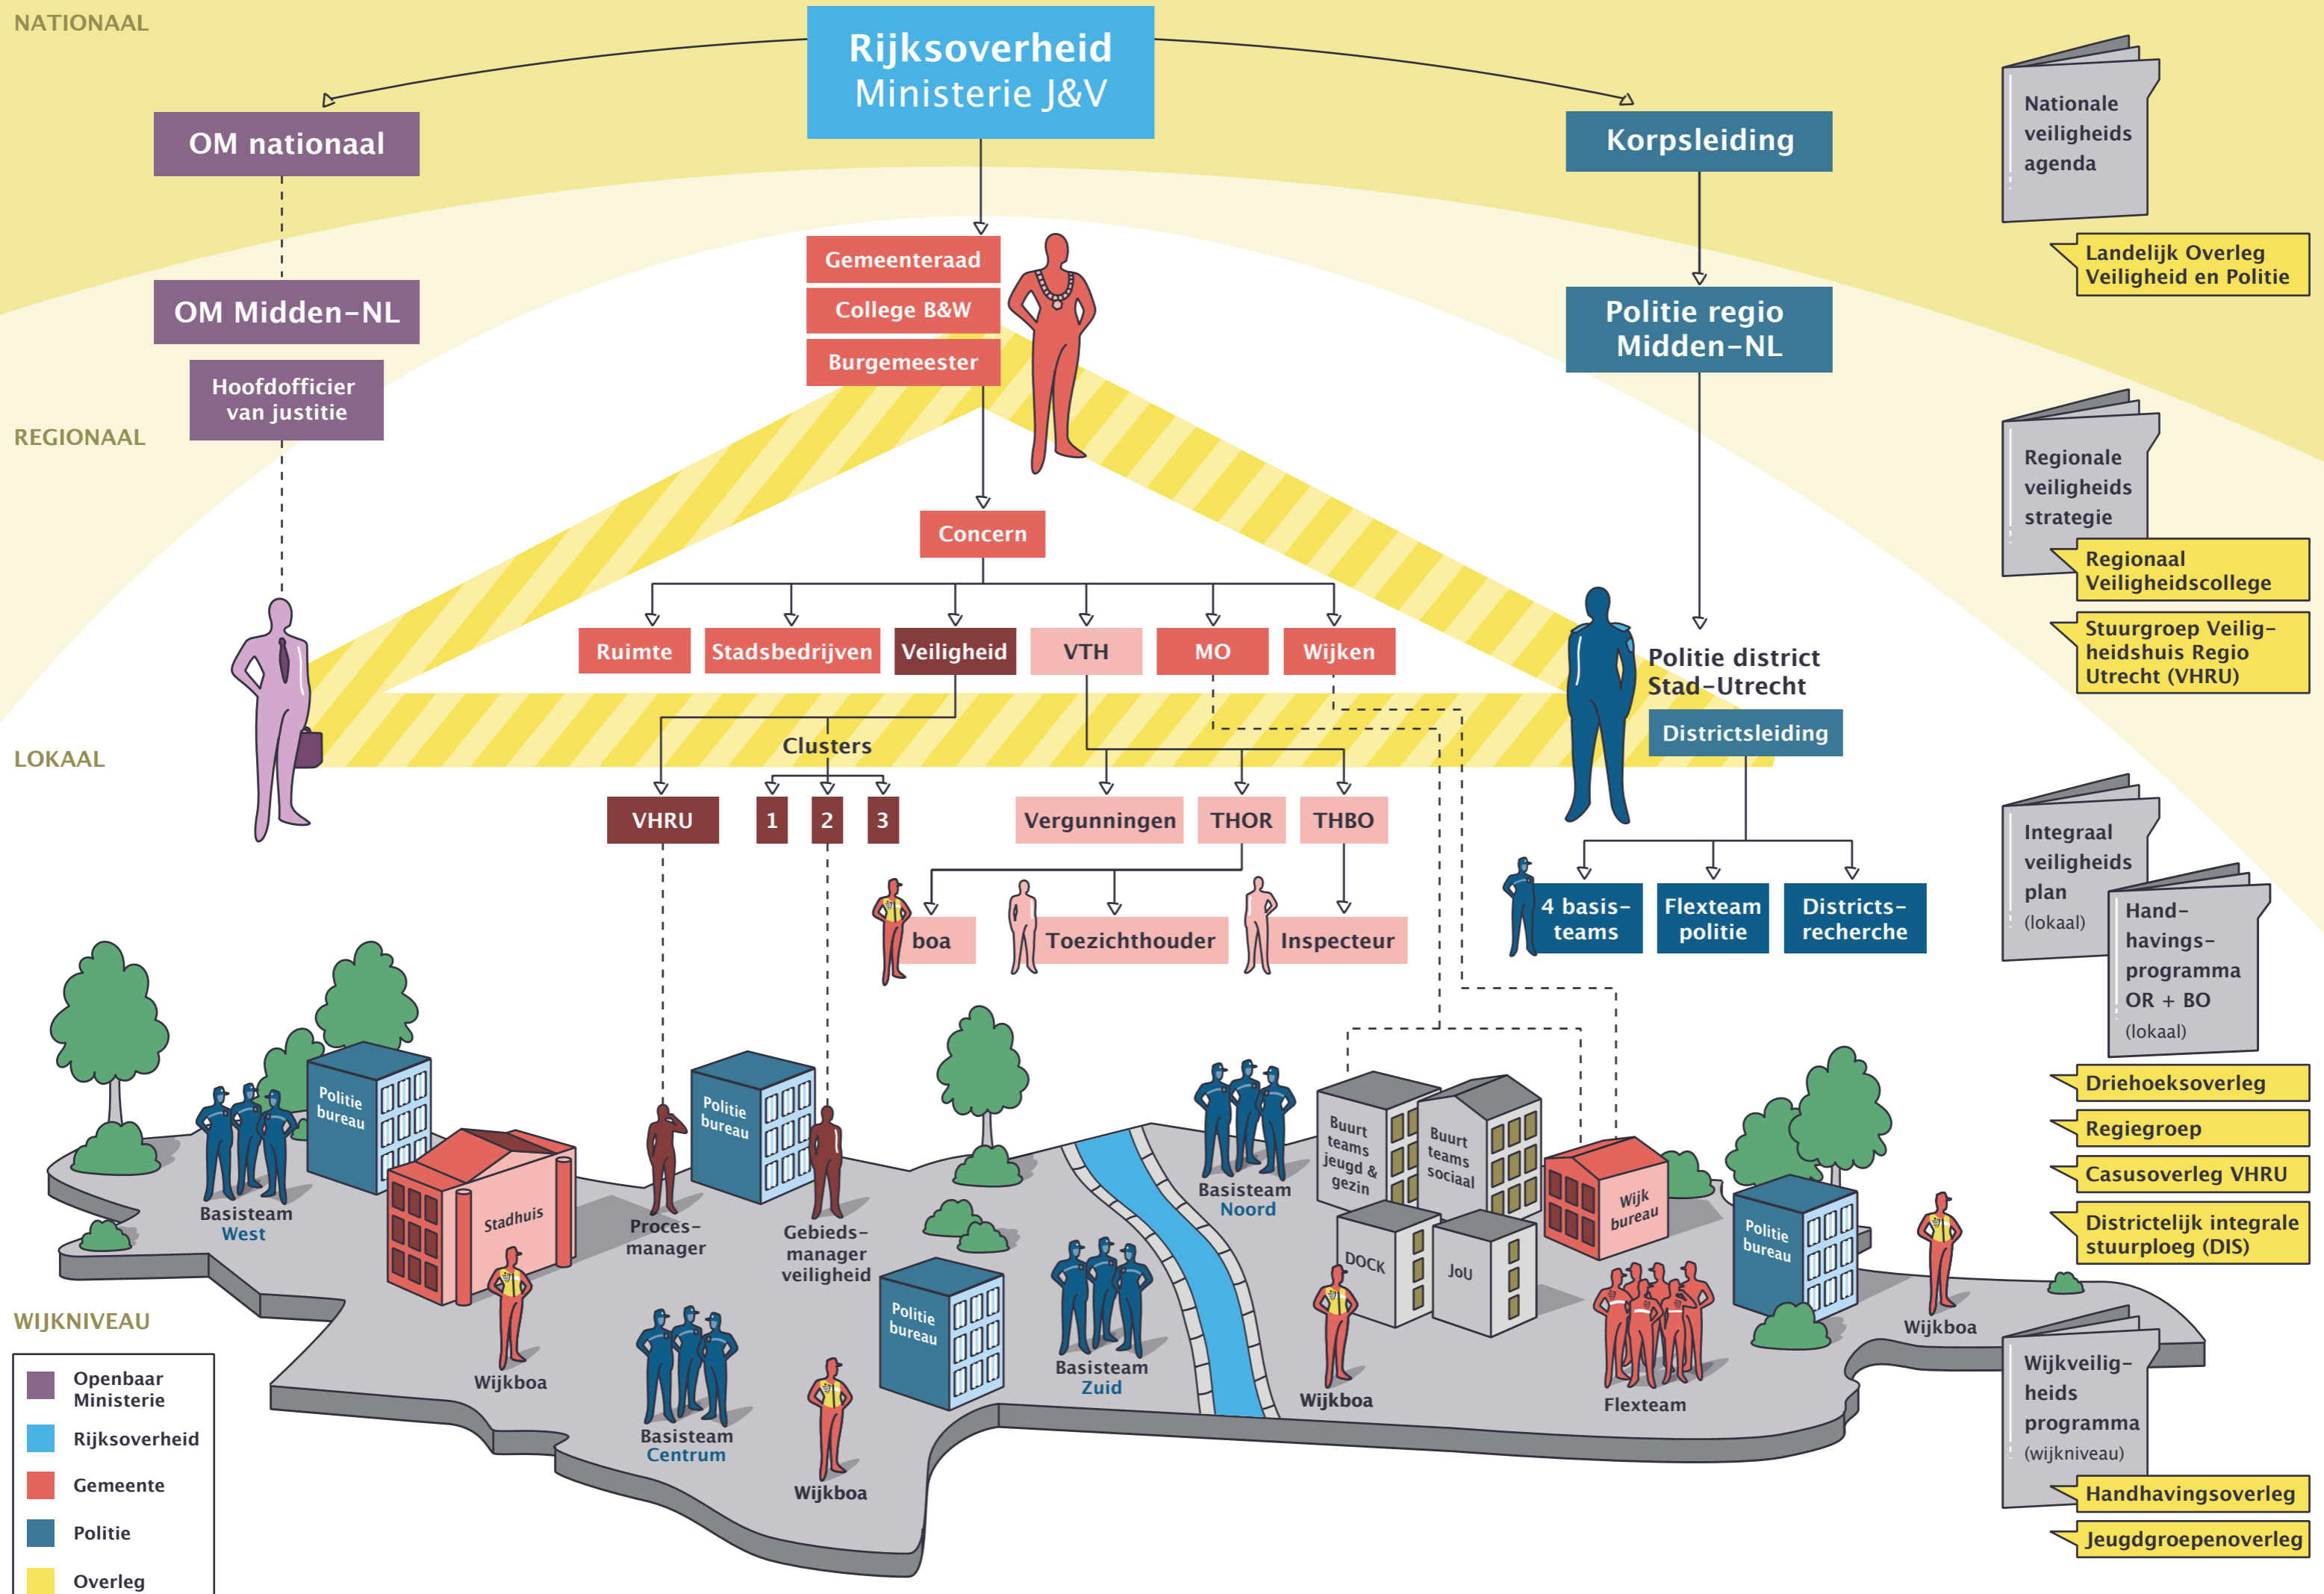 NATIONAAL
Rijksoverheid
Ministerie J&V
OM nationaal
Korpsleiding
Nationale
veiligheids
agenda
Landelijk Overleg
Veiligheid en Politie
Gemeenteraad
College B&W
Burgemeester
OM Midden-NL
Hoofdofficier
van justitie
Politie regio
Midden-NL
REGIONAAL
Regionale
veiligheids
strategie
Regionaal
Veiligheidscollege
Stuurgroep Veilig-
heidshuis Regio
Utrecht (VHRU)
Concern
Ruimte
Stadsbedrijven
Veiligheid
VTH
MO
Wijken
Politie district
Stad-Utrecht
Districtsleiding
LOKAAL
Clusters
VHRU
1
2
3
Vergunningen
THOR
THBO
boa
Toezichthouder
Inspecteur
4 basis-
teams
Flexteam
politie
Districts-
recherche
Integraal
veiligheids
plan
(lokaal)
Hand-
havings-
programma
OR + BO
(lokaal)
Driehoeksoverleg
Regiegroep
Casusoverleg VHRU
Districtelijk integrale
stuurploeg (DIS)
Politie
bureau
Basisteam
West
Stadhuis
Proces-
manager
Politie
bureau
Gebieds-
manager
veiligheid
Basisteam
Noord
Buurt
teams
jeugd &
gezin
Buurt
teams
sociaal
Wijk
bureau
Politie
bureau
DOCK
JoU
Politie
bureau
Wijkboa
Basisteam
Centrum
Wijkboa
Basisteam
Zuid
Wijkboa
Flexteam
Wijkboa
WIJKNIVEAU
Openbaar
Ministerie
Rijksoverheid
Gemeente
Politie
Overleg
Wijkveilig-
heids
programma
(wijkniveau)
Handhavingsoverleg
Jeugdgroepenoverleg